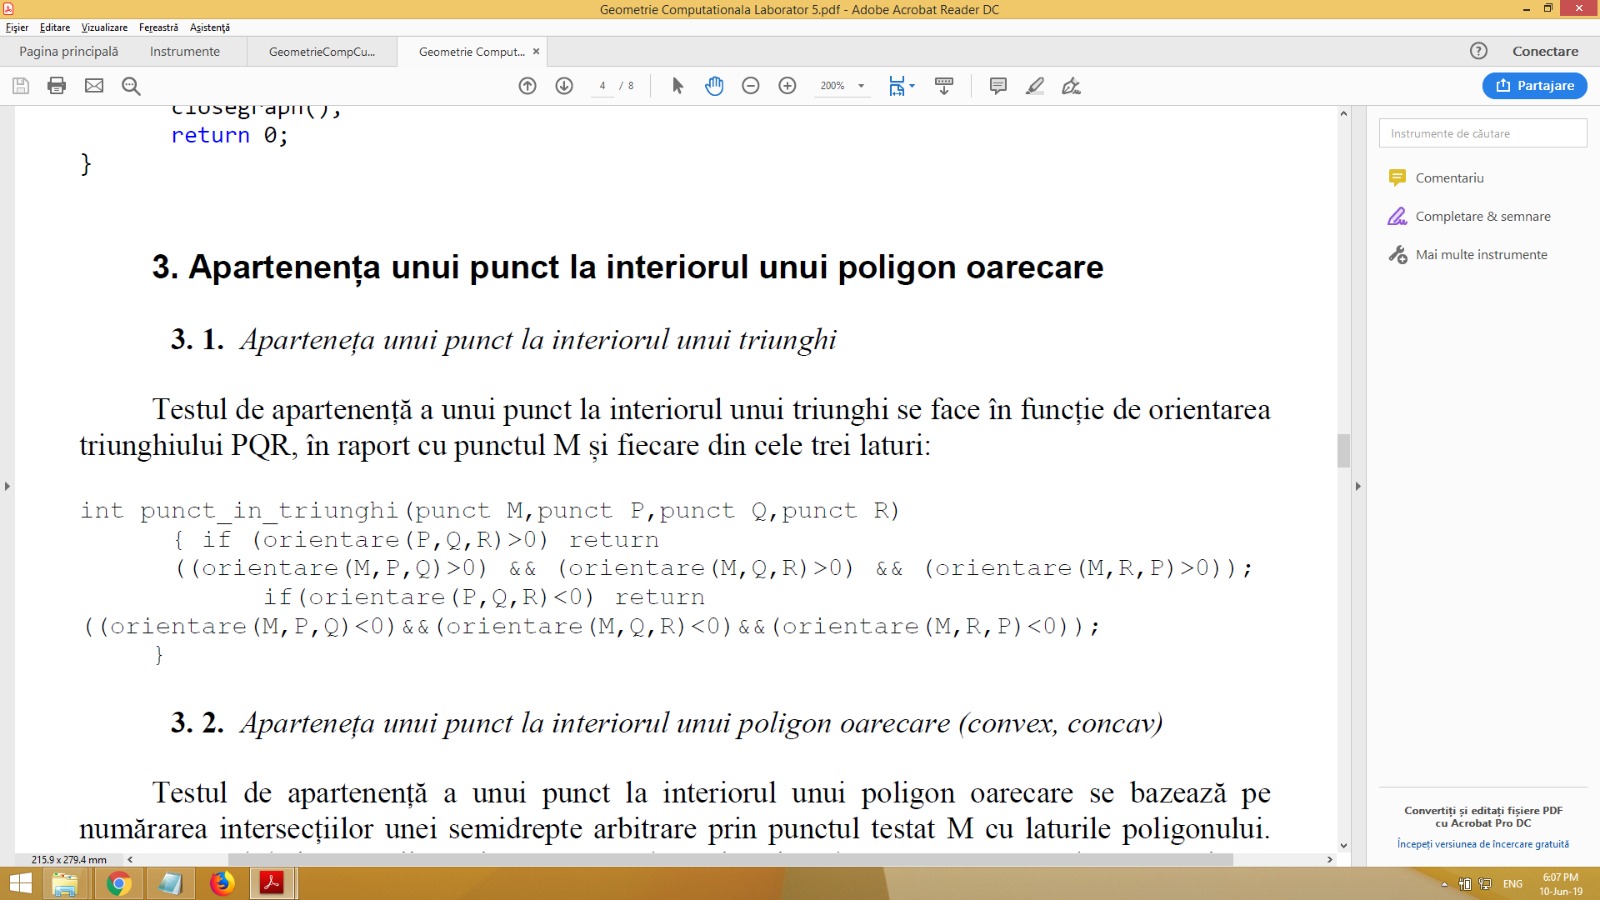 Geometrie Computationala Laborator 5.pdf - Adobe Acrobat Reader DC
Fișier Editare Vizualizare Fereastră Asistență
Pagina principală Instrumente GeometrieCompCu... Geometrie Comput... × ? Conectare
4 / 8 200% Partajare
closegraph();
return 0;
}
3. Apartenența unui punct la interiorul unui poligon oarecare
3. 1. Aparteneța unui punct la interiorul unui triunghi
Testul de apartenență a unui punct la interiorul unui triunghi se face în funcție de orientarea
triunghiului PQR, în raport cu punctul M și fiecare din cele trei laturi:
int punct_in_triunghi(punct M,punct P,punct Q,punct R)
{ if (orientare(P,Q,R)>0) return
((orientare(M,P,Q)>0) && (orientare(M,Q,R)>0) && (orientare(M,R,P)>0));
if(orientare(P,Q,R)<0) return
((orientare(M,P,Q)<0)&&(orientare(M,Q,R)<0)&&(orientare(M,R,P)<0));
}
3. 2. Aparteneța unui punct la interiorul unui poligon oarecare (convex, concav)
Testul de apartenență a unui punct la interiorul unui poligon oarecare se bazează pe
numărarea intersecțiilor unei semidrepte arbitrare prin punctul testat M cu laturile poligonului.
215.9 x 279.4 mm
Instrumente de căutare
Comentariu
Completare & semnare
Mai multe instrumente
Convertiți și editați fișiere PDF
cu Acrobat Pro DC
Începeți versiunea de încercare gratuită
ENG
6:07 PM
10-Jun-19